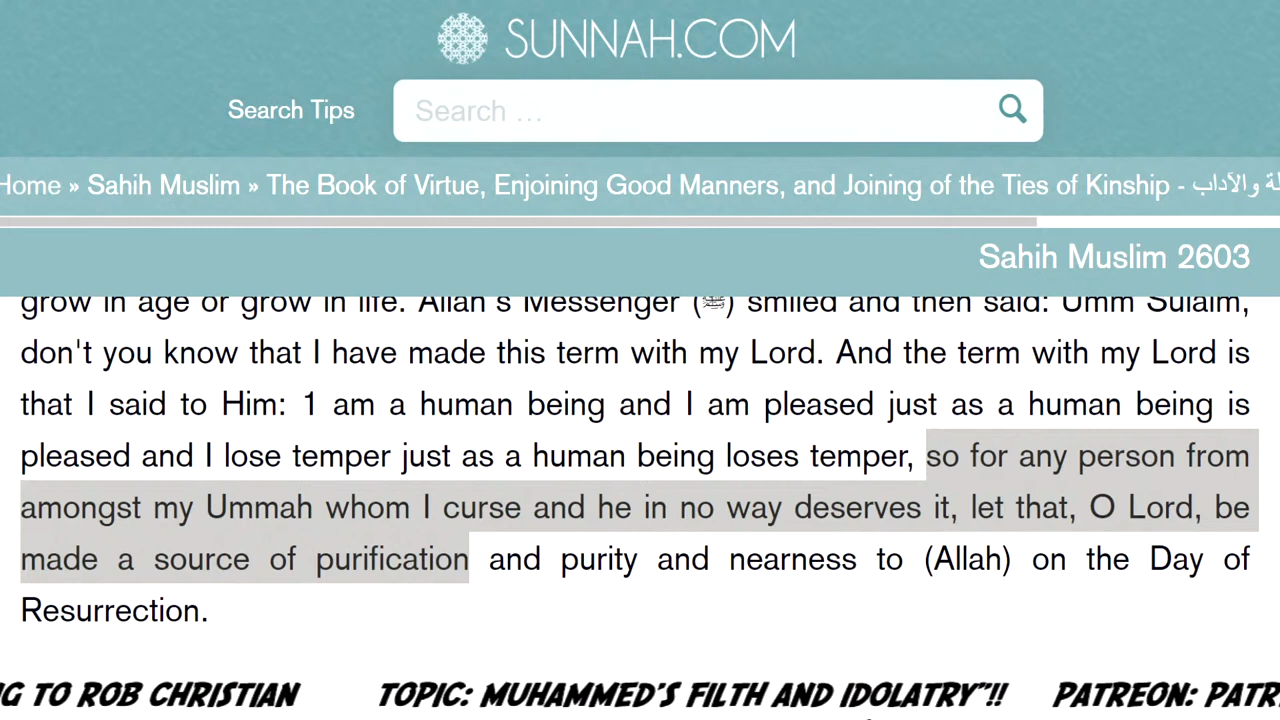 SUNNAH.COM
Search Tips
Search ...
Home » Sahih Muslim » The Book of Virtue, Enjoining Good Manners, and Joining of the Ties of Kinship - والآداب
Sahih Muslim 2603
grow in age or grow in life. Allah's Messenger (ﷺ) smiled and then said: Umm Sulaim,
don't you know that I have made this term with my Lord. And the term with my Lord is
that I said to Him: 1 am a human being and I am pleased just as a human being is
pleased and I lose temper just as a human being loses temper, so for any person from
amongst my Ummah whom I curse and he in no way deserves it, let that, O Lord, be
made a source of purification and purity and nearness to (Allah) on the Day of
Resurrection.
TO ROB CHRISTIAN TOPIC: MUHAMMED'S FILTH AND IDOLATRY"!! PATREON: